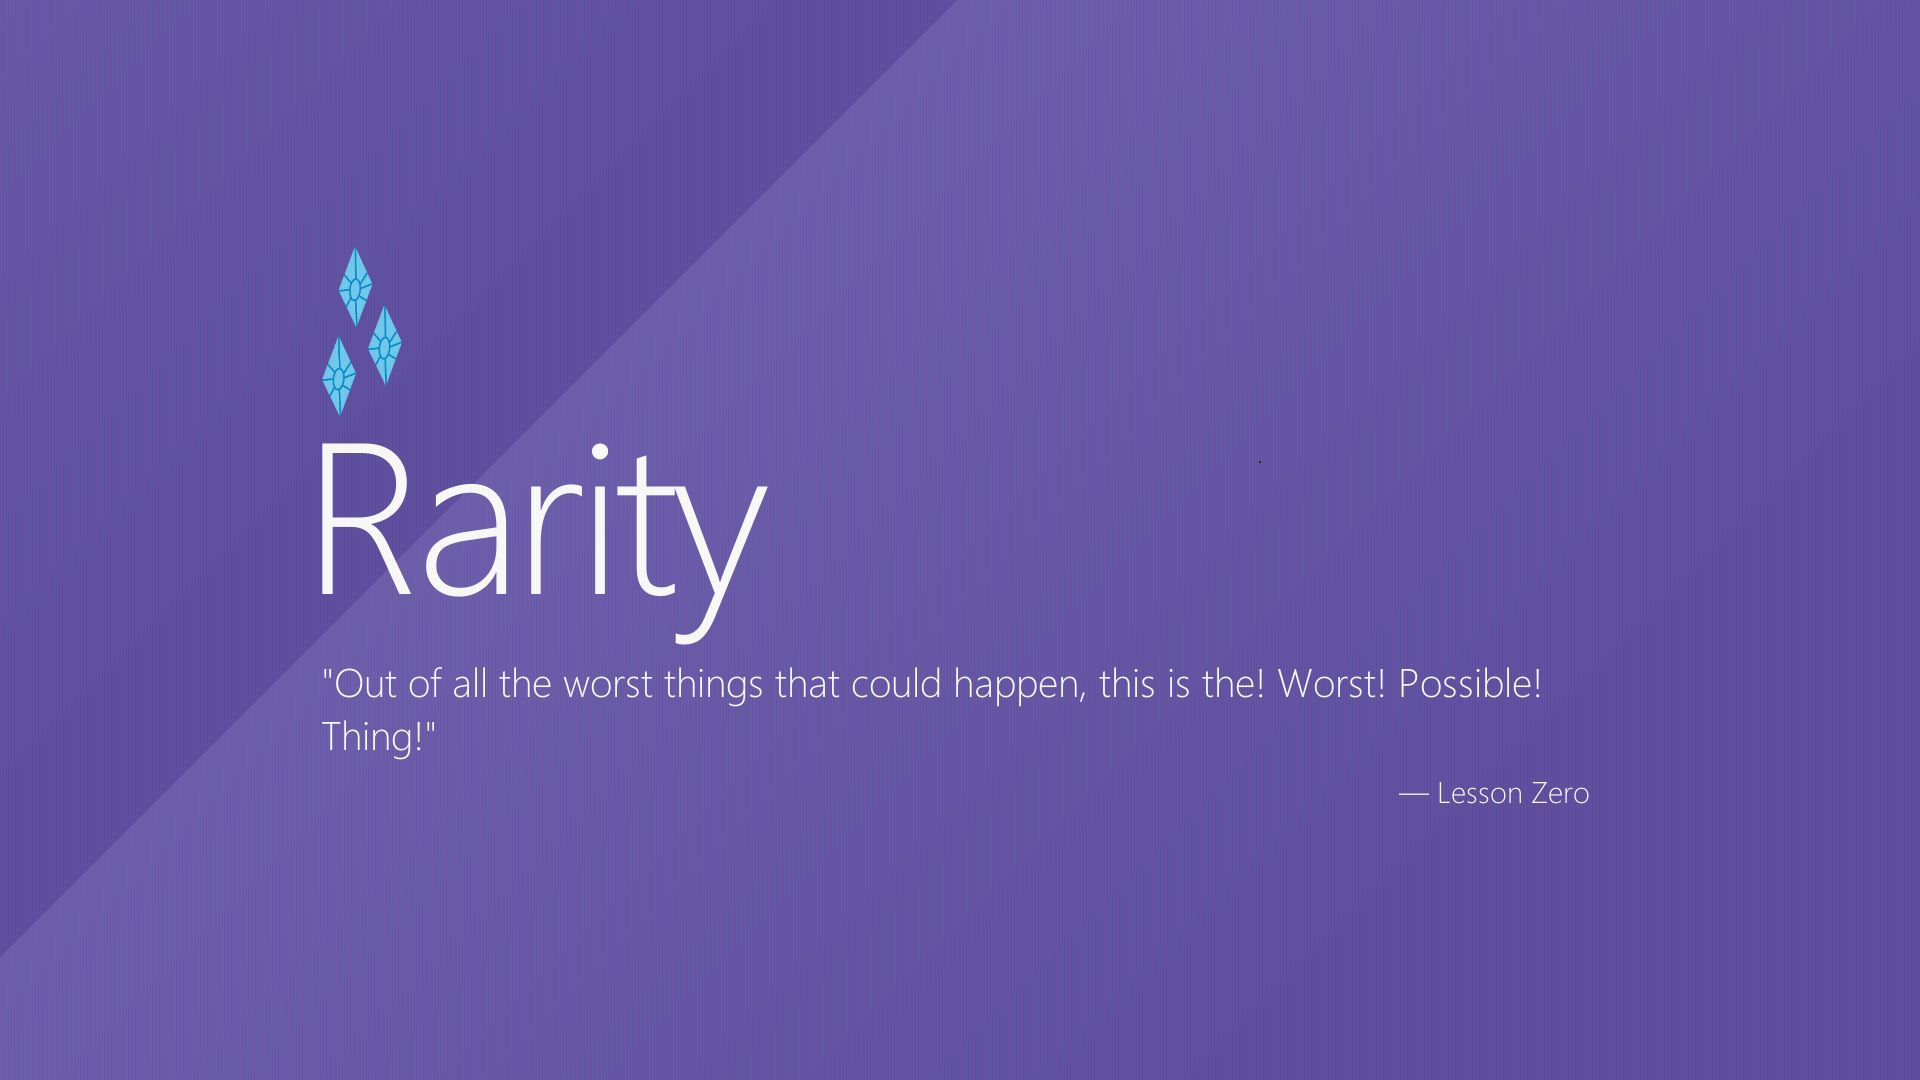 Rarity
"Out of all the worst things that could happen, this is the! Worst! Possible!
Thing!"
— Lesson Zero